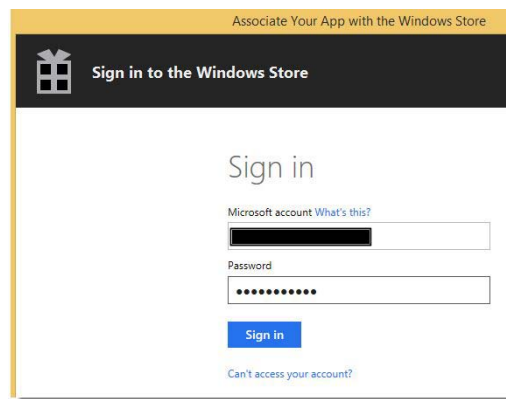 Associate Your App with the Windows Store
Sign in to the Windows Store
Sign in
Microsoft account What's this?
Password
•••••••••••
Sign in
Can't access your account?